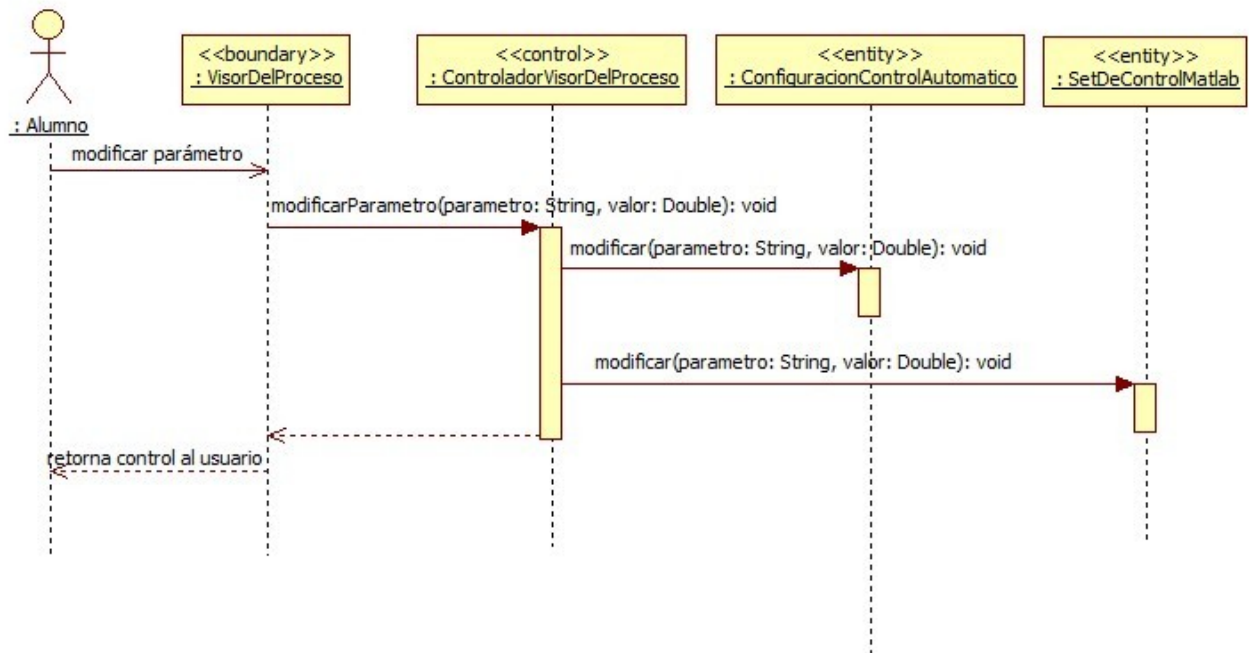 <<boundary>>
: VisorDelProceso
<<control>>
: ControladorVisorDelProceso
<<entity>>
: ConfiguracionControlAutomatico
<<entity>>
: SetDeControlMatlab
: Alumno
modificar parámetro
modificarParametro(parametro: String, valor: Double): void
modificar(parametro: String, valor: Double): void
modificar(parametro: String, valor: Double): void
retorna control al usuario